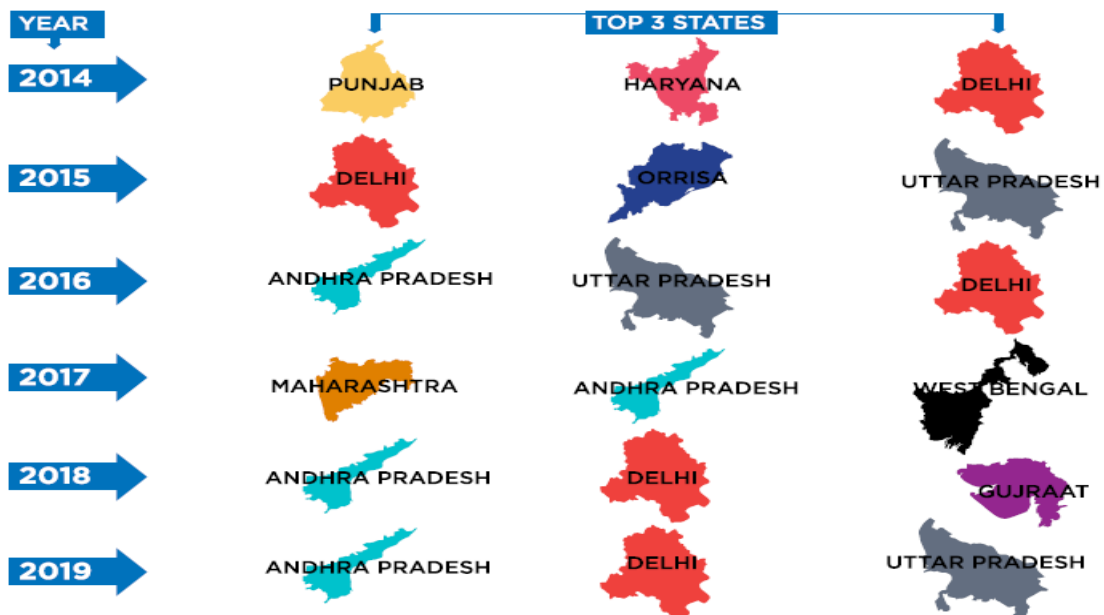 YEAR
TOP 3 STATES
2014
PUNJAB
HARYANA
DELHI
2015
DELHI
ORRISA
UTTAR PRADESH
2016
ANDHRA PRADESH
UTTAR PRADESH
DELHI
2017
MAHARASHTRA
ANDHRA PRADESH
WEST BENGAL
2018
ANDHRA PRADESH
DELHI
GUJRAAT
2019
ANDHRA PRADESH
DELHI
UTTAR PRADESH